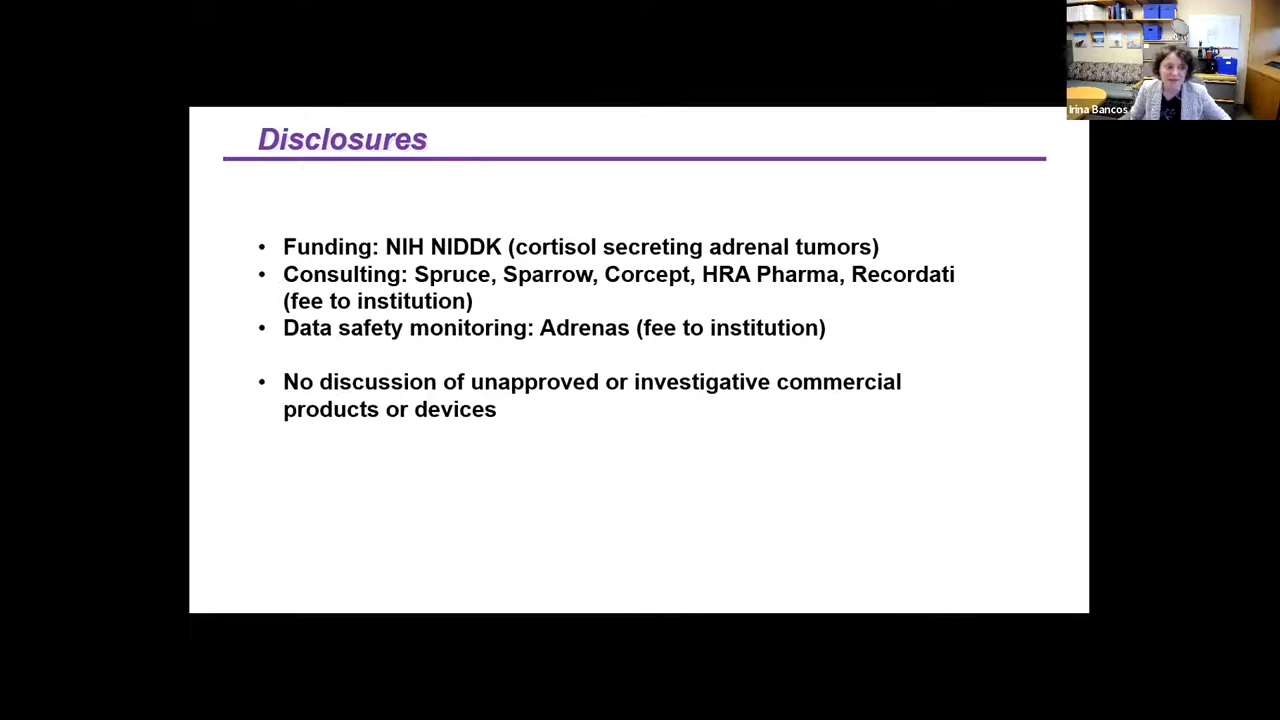 Disclosures
• Funding: NIH NIDDK (cortisol secreting adrenal tumors)
• Consulting: Spruce, Sparrow, Corcept, HRA Pharma, Recordati
(fee to institution)
• Data safety monitoring: Adrenas (fee to institution)
• No discussion of unapproved or investigative commercial
products or devices
Irina Bancos